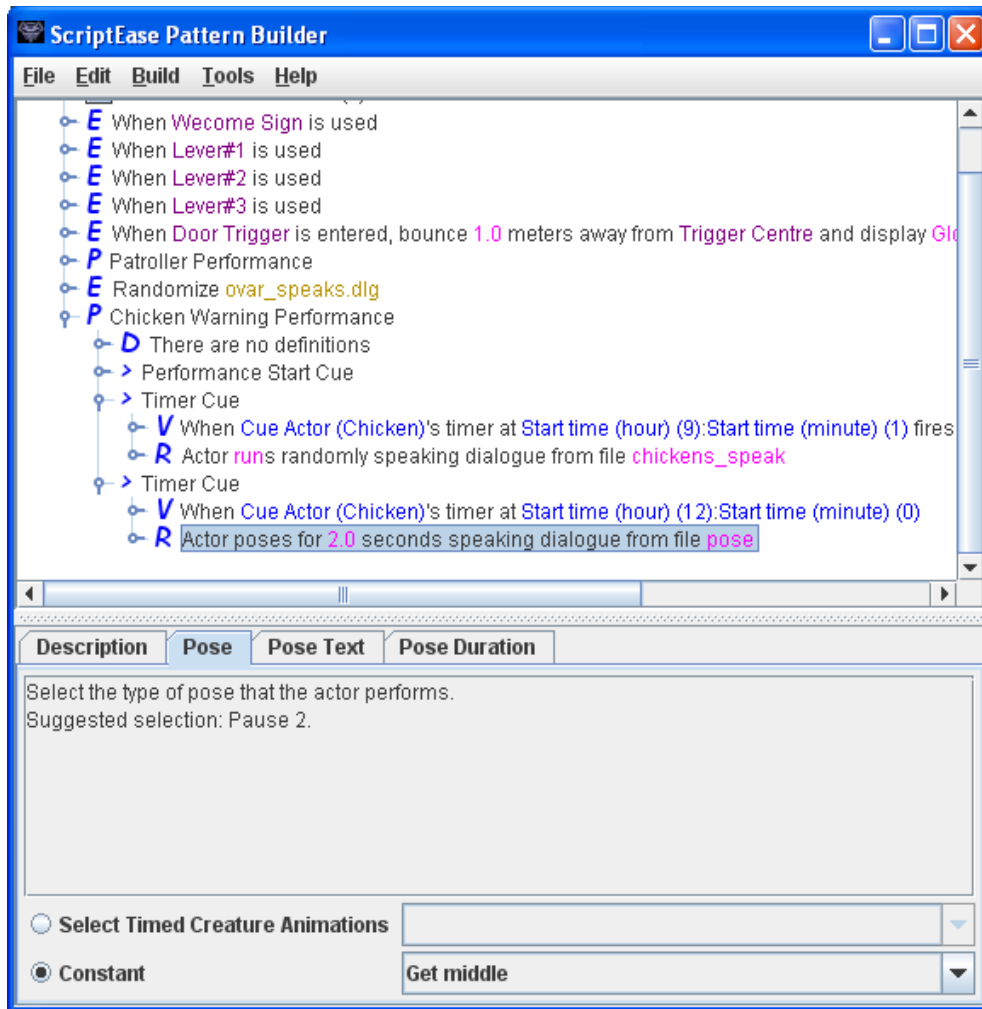 ScriptEase Pattern Builder
File Edit Build Tools Help
E When Wecome Sign is used
E When Lever#1 is used
E When Lever#2 is used
E When Lever#3 is used
E When Door Trigger is entered, bounce 1.0 meters away from Trigger Centre and display
P Patroller Performance
E Randomize ovar_speaks.dlg
P Chicken Warning Performance
D There are no definitions
> Performance Start Cue
> Timer Cue
V When Cue Actor (Chicken)'s timer at Start time (hour) (9):Start time (minute) (1) fires
R Actor runs randomly speaking dialogue from file chickens_speak
> Timer Cue
V When Cue Actor (Chicken)'s timer at Start time (hour) (12):Start time (minute) (0)
R Actor poses for 2.0 seconds speaking dialogue from file pose
Description Pose Pose Text Pose Duration
Select the type of pose that the actor performs.
Suggested selection: Pause 2.
Select Timed Creature Animations
Constant Get middle